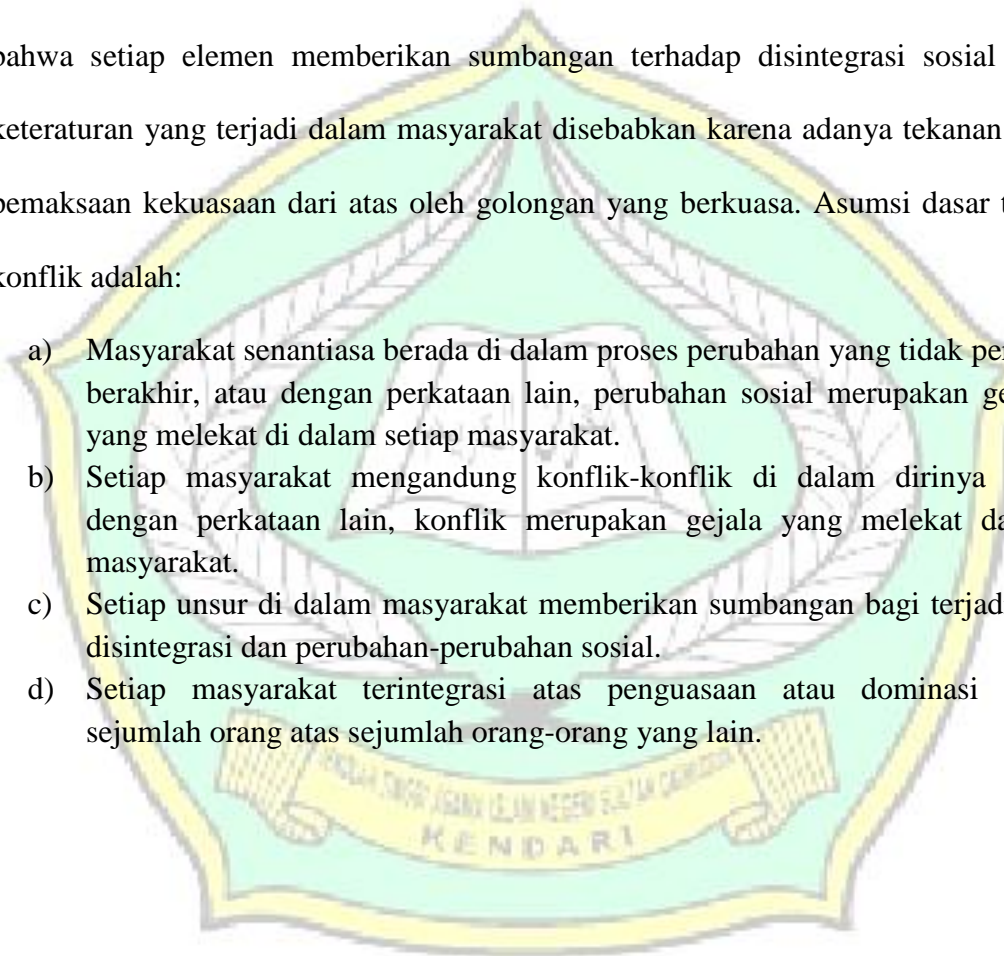 bahwa setiap elemen memberikan sumbangan terhadap disintegrasi sosial
keteraturan yang terjadi dalam masyarakat disebabkan karena adanya tekanan
pemaksaan kekuasaan dari atas oleh golongan yang berkuasa. Asumsi dasar t
konflik adalah:
a) Masyarakat senantiasa berada di dalam proses perubahan yang tidak per
berakhir, atau dengan perkataan lain, perubahan sosial merupakan ge
yang melekat di dalam setiap masyarakat.
b) Setiap masyarakat mengandung konflik-konflik di dalam dirinya
dengan perkataan lain, konflik merupakan gejala yang melekat da
masyarakat.
c) Setiap unsur di dalam masyarakat memberikan sumbangan bagi terjad
disintegrasi dan perubahan-perubahan sosial.
d) Setiap masyarakat terintegrasi atas penguasaan atau dominasi
sejumlah orang atas sejumlah orang-orang yang lain.
KENDARI